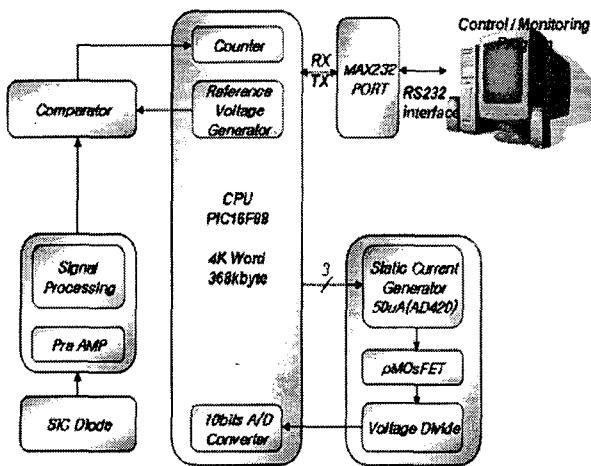 Control / Monitoring
Counter
RX
TX
MAX232
PORT
RS232
interface
Comparator
Reference
Voltage
Generator
CPU
PIC16F98
4K Word
368kbyte
3
Signal
Processing
Pre AMP
SiC Diode
Static Current
Generator
50uA(AD420)
pMOsFET
Voltage Divide
10bits A/D
Converter